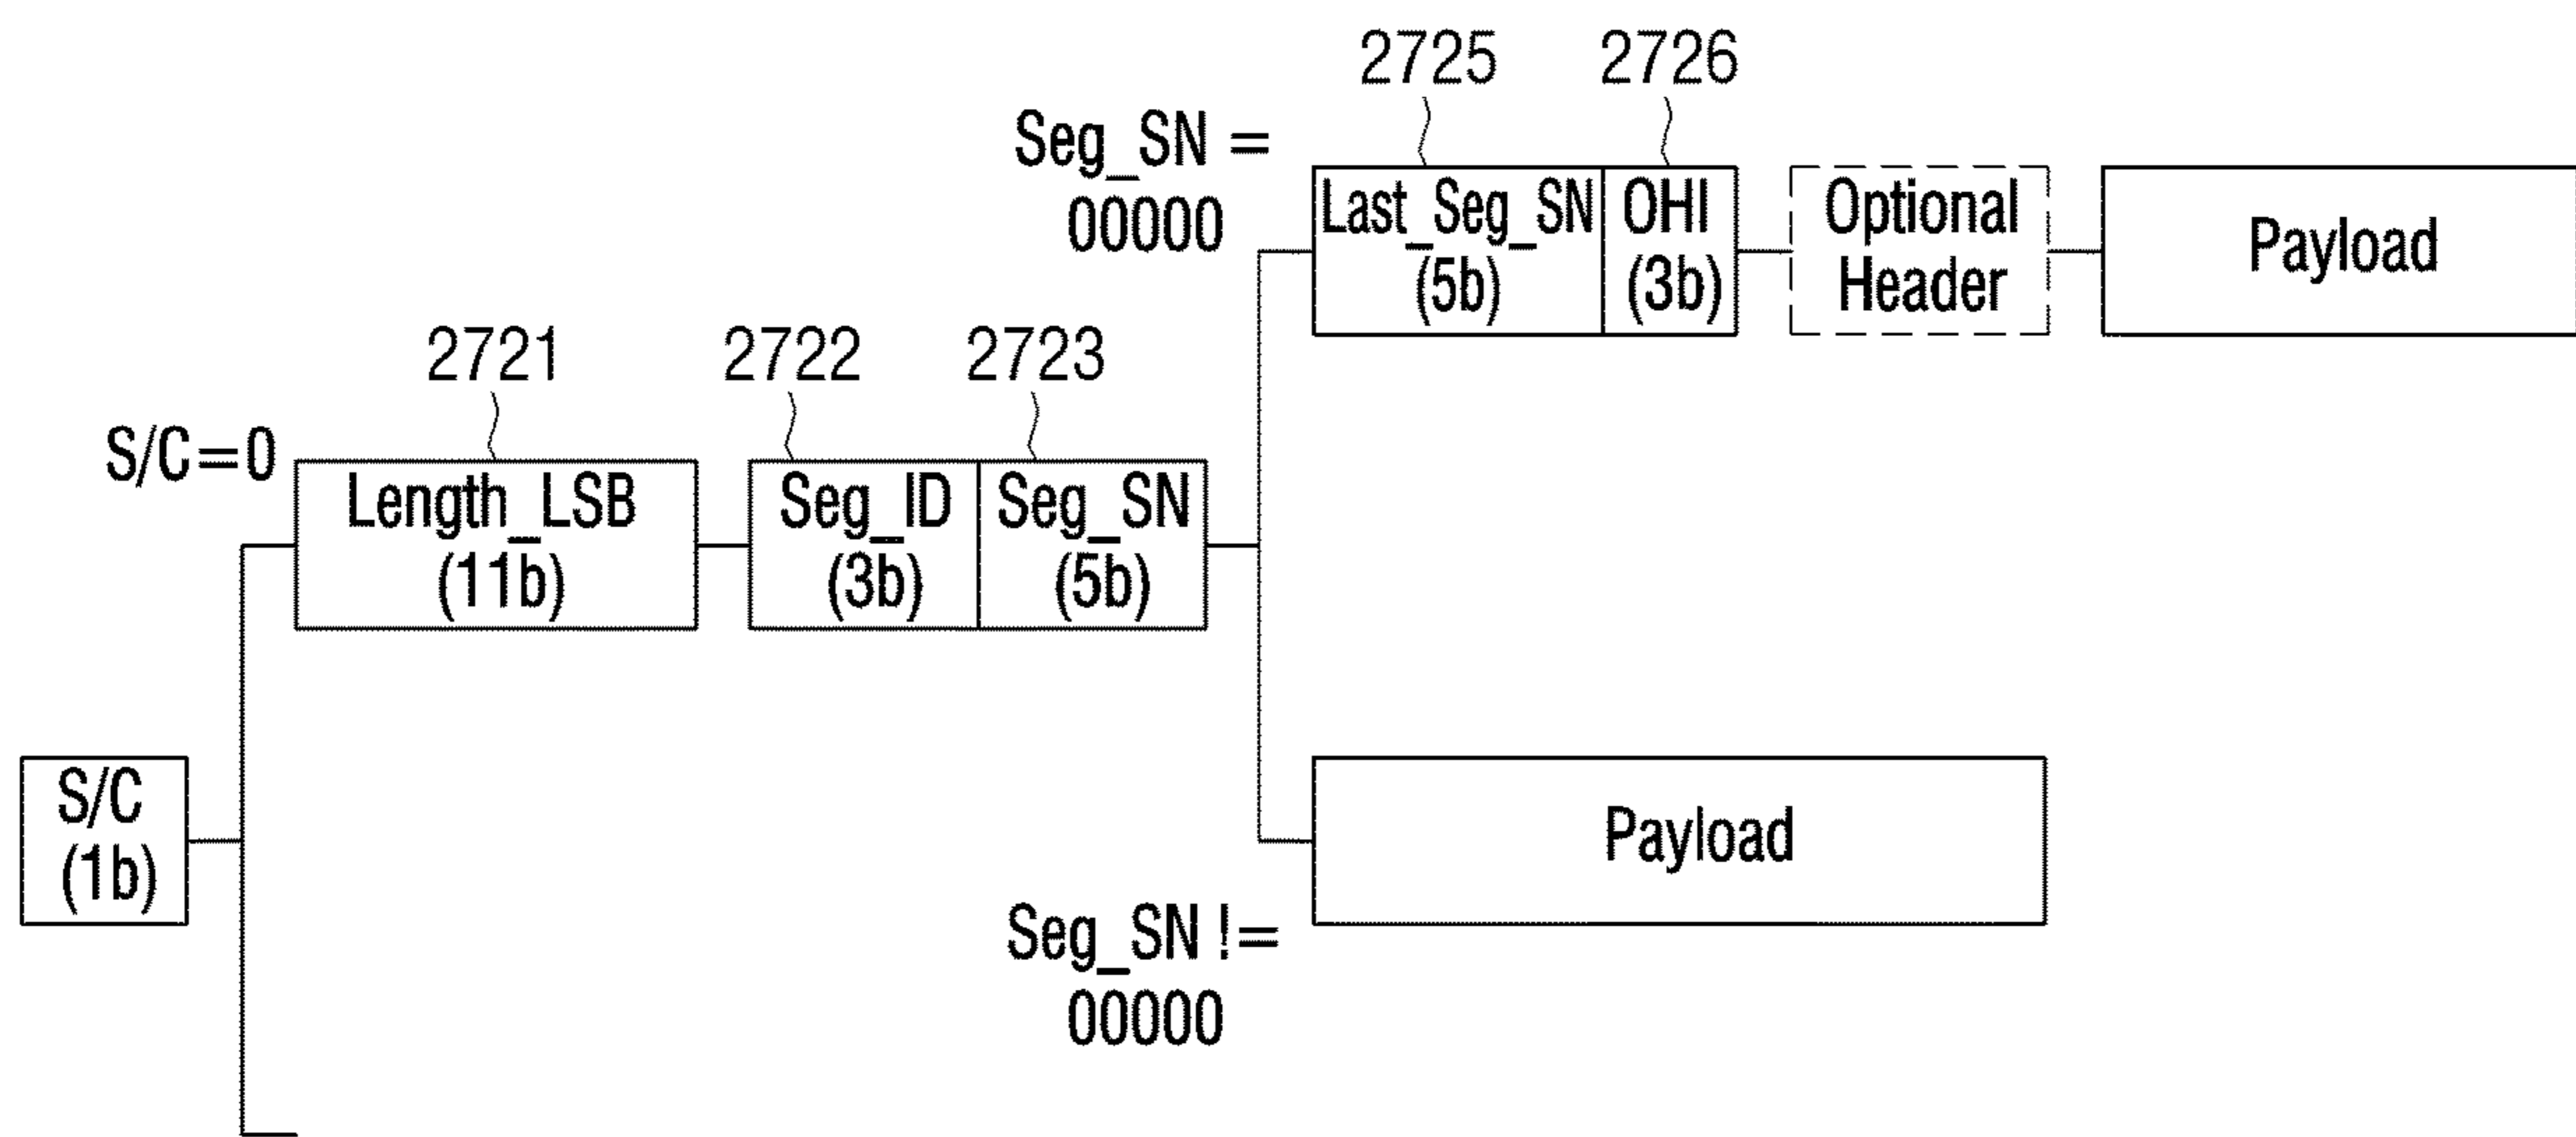 2725 2726
Seg_SN =
00000
Last_Seg_SN OHI
(5b) (3b)
Optional
Header
Payload
2721 2722 2723
S/C=0
Length_LSB
(11b)
Seg_ID
(3b)
Seg_SN
(5b)
S/C
(1b)
Payload
Seg_SN !=
00000